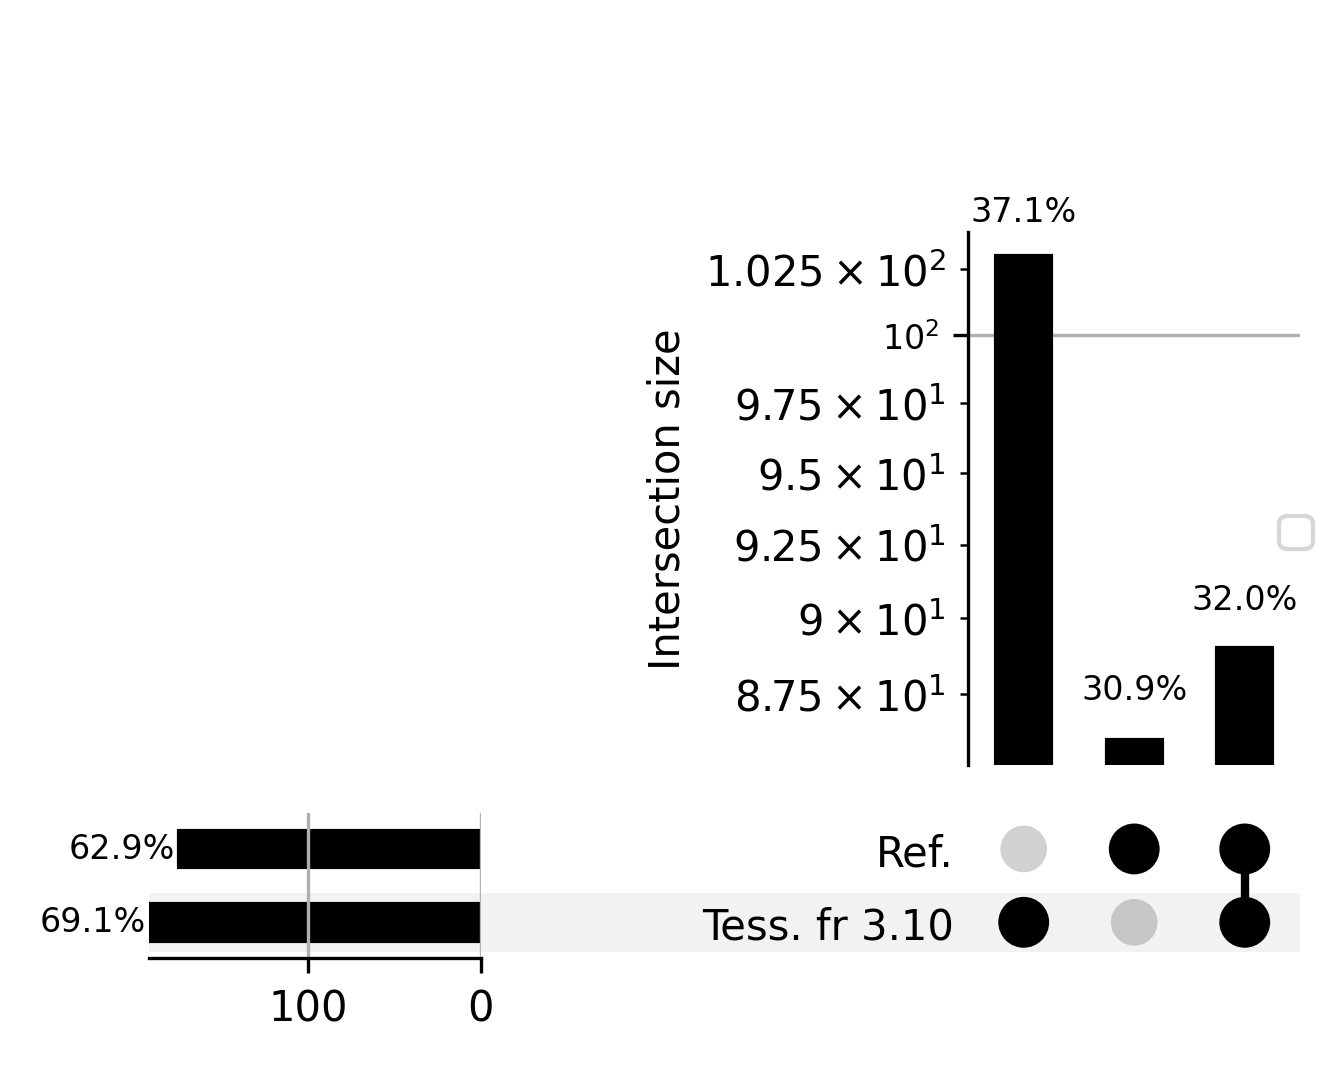 37.1%
1.025 × 10²
10²
9.75 × 10¹
9.5 × 10¹
9.25 × 10¹
9 × 10¹
8.75 × 10¹
Intersection size
32.0%
30.9%
62.9%
Ref.
69.1%
Tess. fr 3.10
100
0